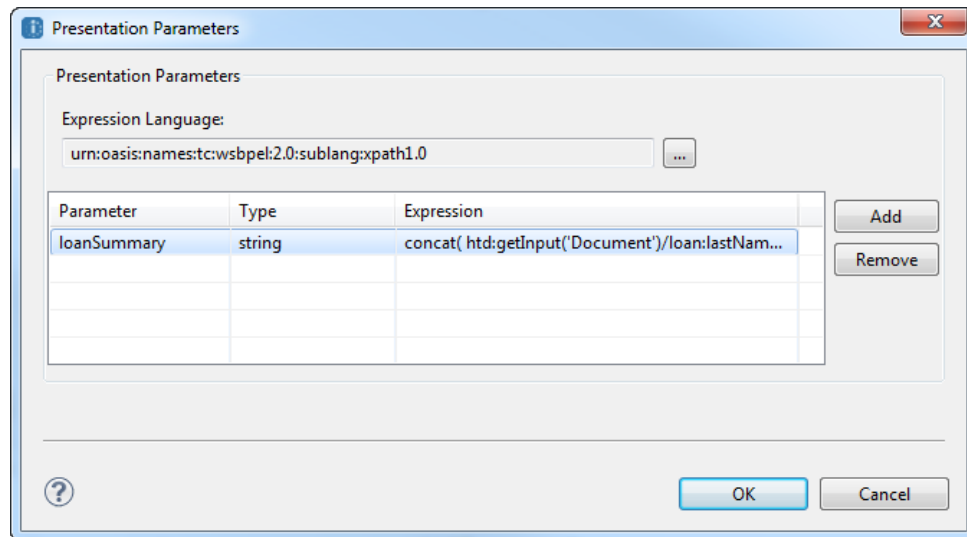 Presentation Parameters
Presentation Parameters
Expression Language:
urn:oasis:names:tc:wsbpel:2.0:sublang:xpath1.0
...
Parameter Type Expression
Add
loanSummary string concat( htd:getInput('Document')/loan:lastNam...
Remove
?
OK Cancel